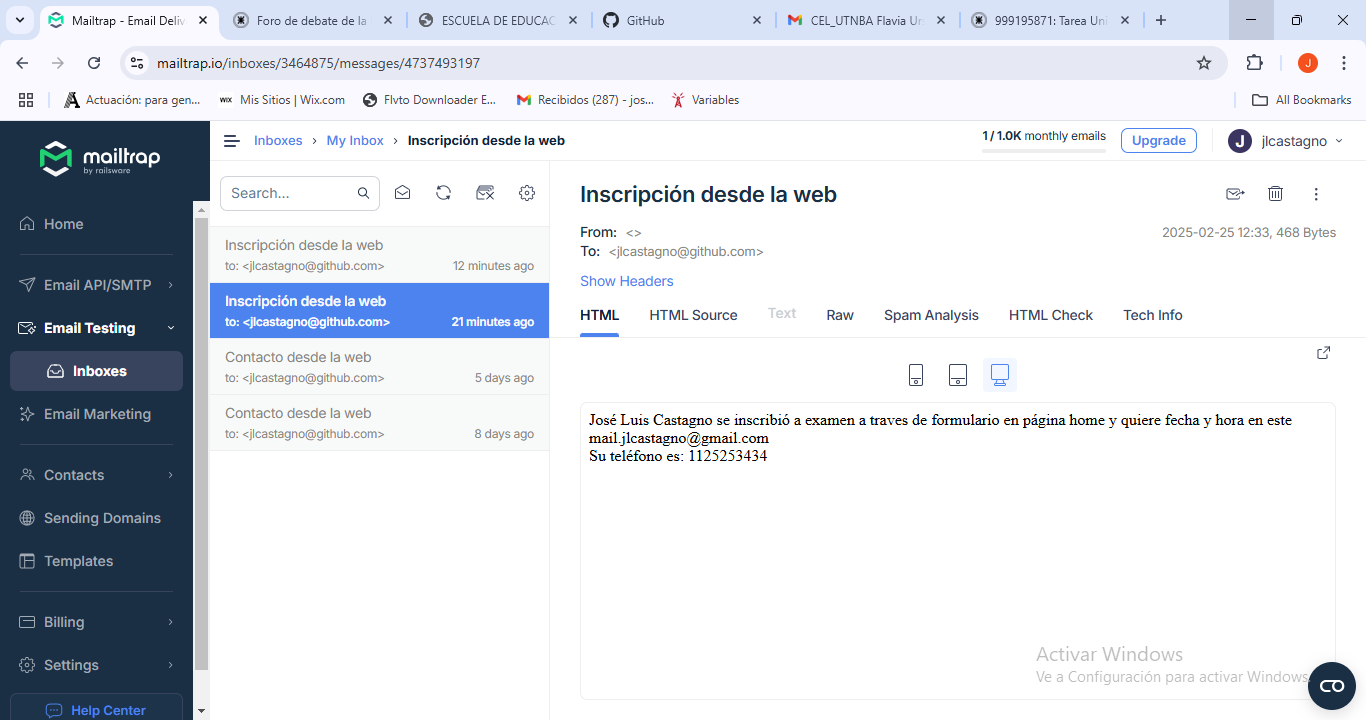 Mailtrap - Email Deliv
Foro de debate de la
ESCUELA DE EDUCAC
GitHub
CEL_UTNBA Flavia Ur
999195871: Tarea Uni
mailtrap.io/inboxes/3464875/messages/4737493197
J
Actuación: para gen...
WIX Mis Sitios | Wix.com
Flvto Downloader E...
Recibidos (287) - jos...
Variables
All Bookmarks
mailtrap
by railsware
Home
Email API/SMTP
Email Testing
Inboxes
Email Marketing
Contacts
Sending Domains
Templates
Billing
Settings
Help Center
Inboxes › My Inbox › Inscripción desde la web
1 / 1.0K monthly emails
Upgrade
J jlcastagno
Search...
Inscripción desde la web
to: <jlcastagno@github.com> 12 minutes ago
Inscripción desde la web
to: <jlcastagno@github.com> 21 minutes ago
Contacto desde la web
to: <jlcastagno@github.com> 5 days ago
Contacto desde la web
to: <jlcastagno@github.com> 8 days ago
Inscripción desde la web
From: <> 2025-02-25 12:33, 468 Bytes
To: <jlcastagno@github.com>
Show Headers
HTML HTML Source Text Raw Spam Analysis HTML Check Tech Info
José Luis Castagno se inscribió a examen a traves de formulario en página home y quiere fecha y hora en este
mail.jlcastagno@gmail.com
Su teléfono es: 1125253434
Activar Windows
Ve a Configuración para activar Windows.